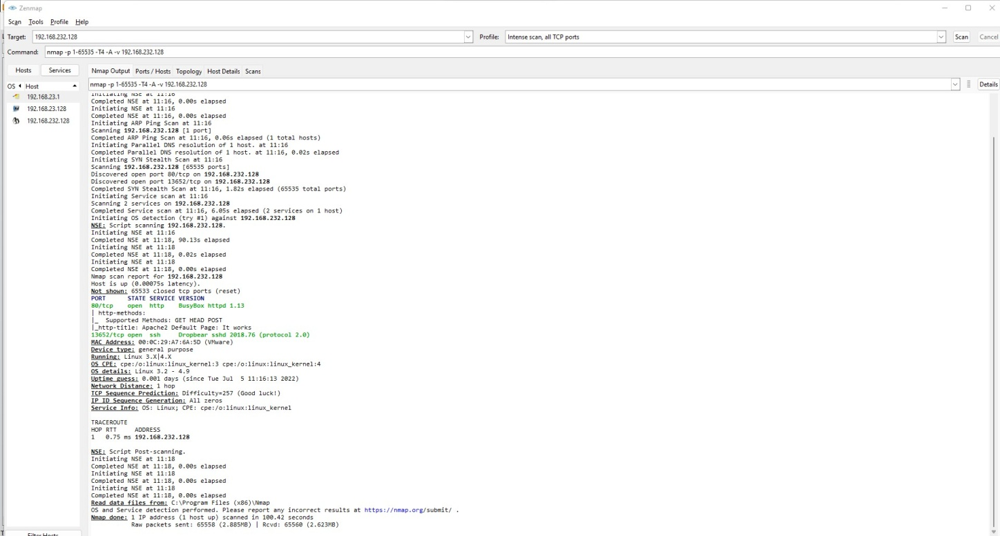 Zenmap
Scan Tools Profile Help
Target: 192.168.232.128 Profile: Intense scan, all TCP ports Scan Cancel
Command: nmap -p 1-65535 -T4 -A -v 192.168.232.128
Hosts Services
Nmap Output Ports / Hosts Topology Host Details Scans
OS Host
nmap -p 1-65535 -T4 -A -v 192.168.232.128 Details
192.168.23.1
192.168.23.128
192.168.232.128
Initiating NSE at 11:16
Completed NSE at 11:16, 0.00s elapsed
Initiating NSE at 11:16
Completed NSE at 11:16, 0.00s elapsed
Initiating ARP Ping Scan at 11:16
Scanning 192.168.232.128 [1 port]
Completed ARP Ping Scan at 11:16, 0.06s elapsed (1 total hosts)
Initiating Parallel DNS resolution of 1 host. at 11:16
Completed Parallel DNS resolution of 1 host. at 11:16, 0.02s elapsed
Initiating SYN Stealth Scan at 11:16
Scanning 192.168.232.128 [65535 ports]
Discovered open port 80/tcp on 192.168.232.128
Discovered open port 13652/tcp on 192.168.232.128
Completed SYN Stealth Scan at 11:16, 1.82s elapsed (65535 total ports)
Initiating Service scan at 11:16
Scanning 2 services on 192.168.232.128
Completed Service scan at 11:16, 6.05s elapsed (2 services on 1 host)
Initiating OS detection (try #1) against 192.168.232.128
NSE: Script scanning 192.168.232.128.
Initiating NSE at 11:16
Completed NSE at 11:18, 90.13s elapsed
Initiating NSE at 11:18
Completed NSE at 11:18, 0.02s elapsed
Initiating NSE at 11:18
Completed NSE at 11:18, 0.00s elapsed
Nmap scan report for 192.168.232.128
Host is up (0.00075s latency).
Not shown: 65533 closed tcp ports (reset)
PORT STATE SERVICE VERSION
80/tcp open http BusyBox httpd 1.13
| http-methods:
|_ Supported Methods: GET HEAD POST
|_http-title: Apache2 Default Page: It works
13652/tcp open ssh Dropbear sshd 2018.76 (protocol 2.0)
MAC Address: 00:0C:29:A7:6A:5D (VMware)
Device type: general purpose
Running: Linux 3.X|4.X
OS CPE: cpe:/o:linux:linux_kernel:3 cpe:/o:linux:linux_kernel:4
OS details: Linux 3.2 - 4.9
Uptime guess: 0.001 days (since Tue Jul 5 11:16:13 2022)
Network Distance: 1 hop
TCP Sequence Prediction: Difficulty=257 (Good luck!)
IP ID Sequence Generation: All zeros
Service Info: OS: Linux; CPE: cpe:/o:linux:linux_kernel
TRACEROUTE
HOP RTT ADDRESS
1 0.75 ms 192.168.232.128
NSE: Script Post-scanning.
Initiating NSE at 11:18
Completed NSE at 11:18, 0.00s elapsed
Initiating NSE at 11:18
Completed NSE at 11:18, 0.00s elapsed
Initiating NSE at 11:18
Completed NSE at 11:18, 0.00s elapsed
Read data files from: C:\Program Files (x86)\Nmap
OS and Service detection performed. Please report any incorrect results at https://nmap.org/submit/ .
Nmap done: 1 IP address (1 host up) scanned in 100.42 seconds
Raw packets sent: 65558 (2.885MB) | Rcvd: 65560 (2.623MB)
Filter Hosts